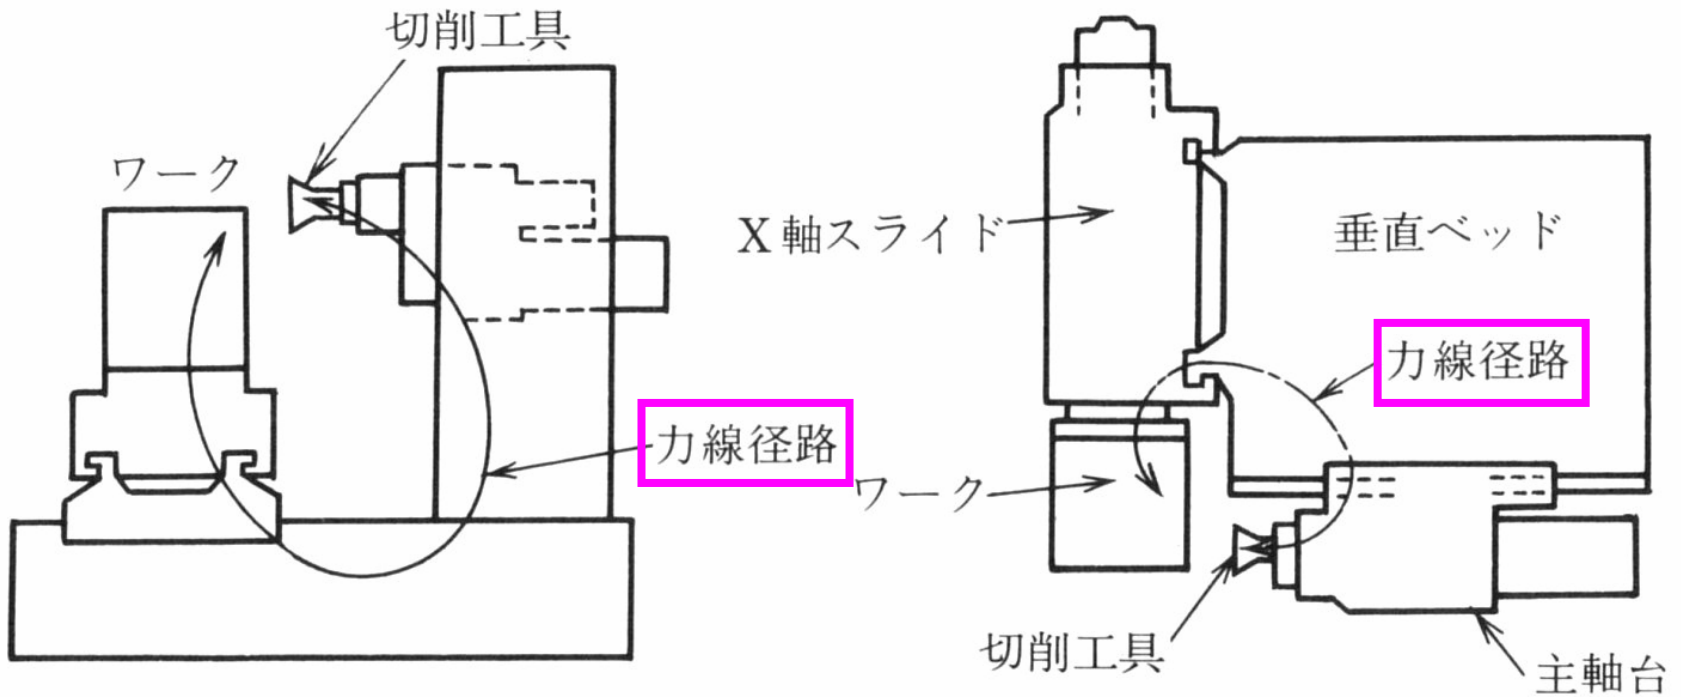 切削工具
ワーク
力線径路
X軸スライド
垂直ベッド
力線径路
ワーク
切削工具
主軸台